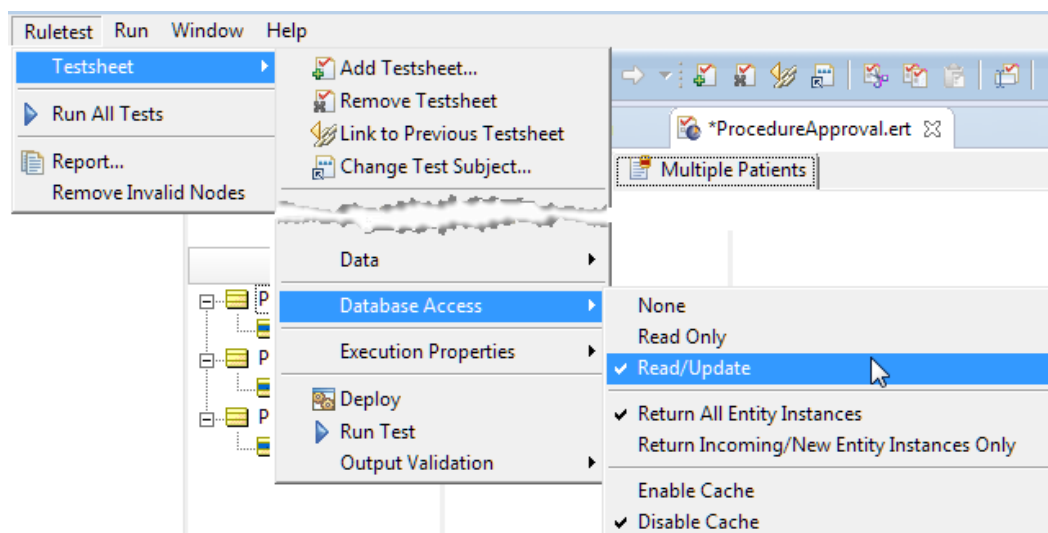 Ruletest Run Window Help
Testsheet
Run All Tests
Report...
Remove Invalid Nodes
Add Testsheet...
Remove Testsheet
Link to Previous Testsheet
Change Test Subject...
Data
Database Access
Execution Properties
Deploy
Run Test
Output Validation
None
Read Only
Read/Update
Return All Entity Instances
Return Incoming/New Entity Instances Only
Enable Cache
Disable Cache
*ProcedureApproval.ert
Multiple Patients
P
P
P